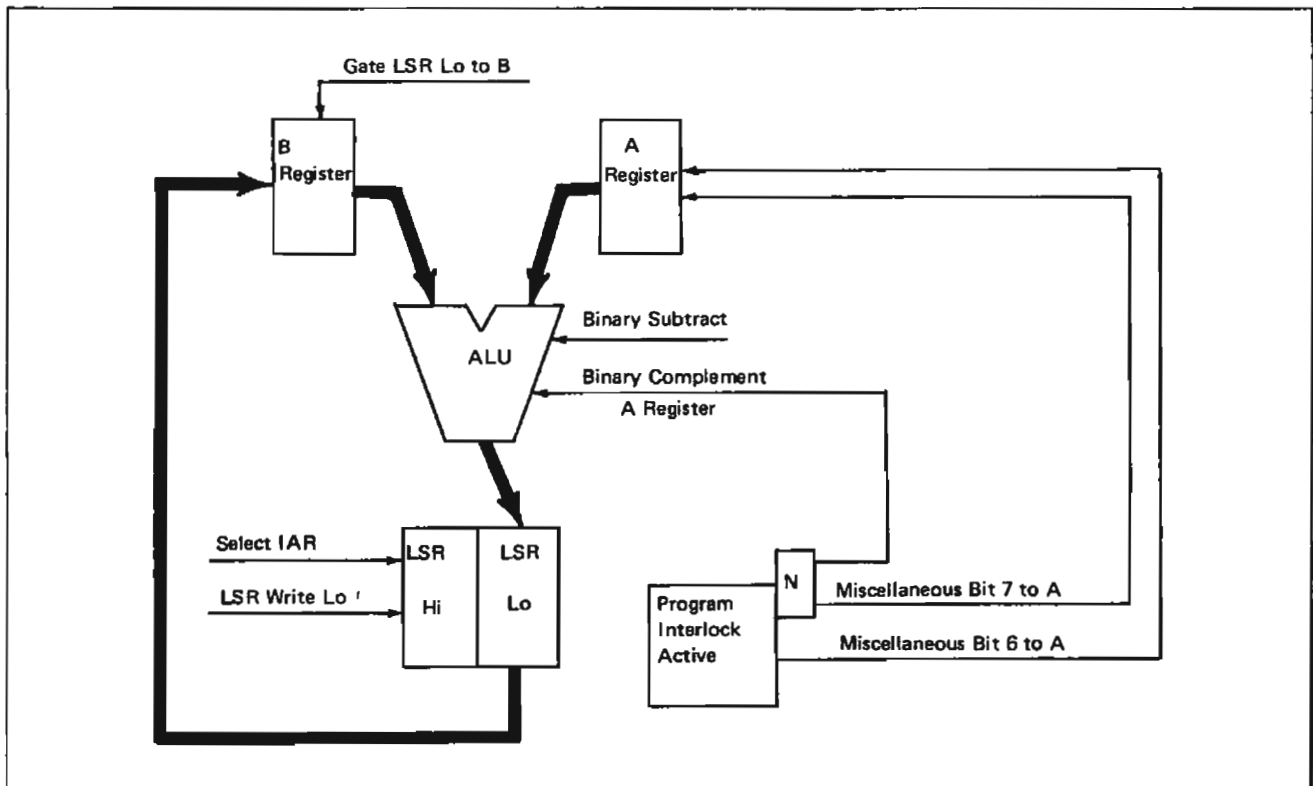 Gate LSR Lo to B
B
Register
A
Register
Binary Subtract
ALU
Binary Complement
A Register
Select IAR
LSR
LSR
LSR Write Lo
Hi
Lo
N
Program
Interlock
Active
Miscellaneous Bit 7 to A
Miscellaneous Bit 6 to A